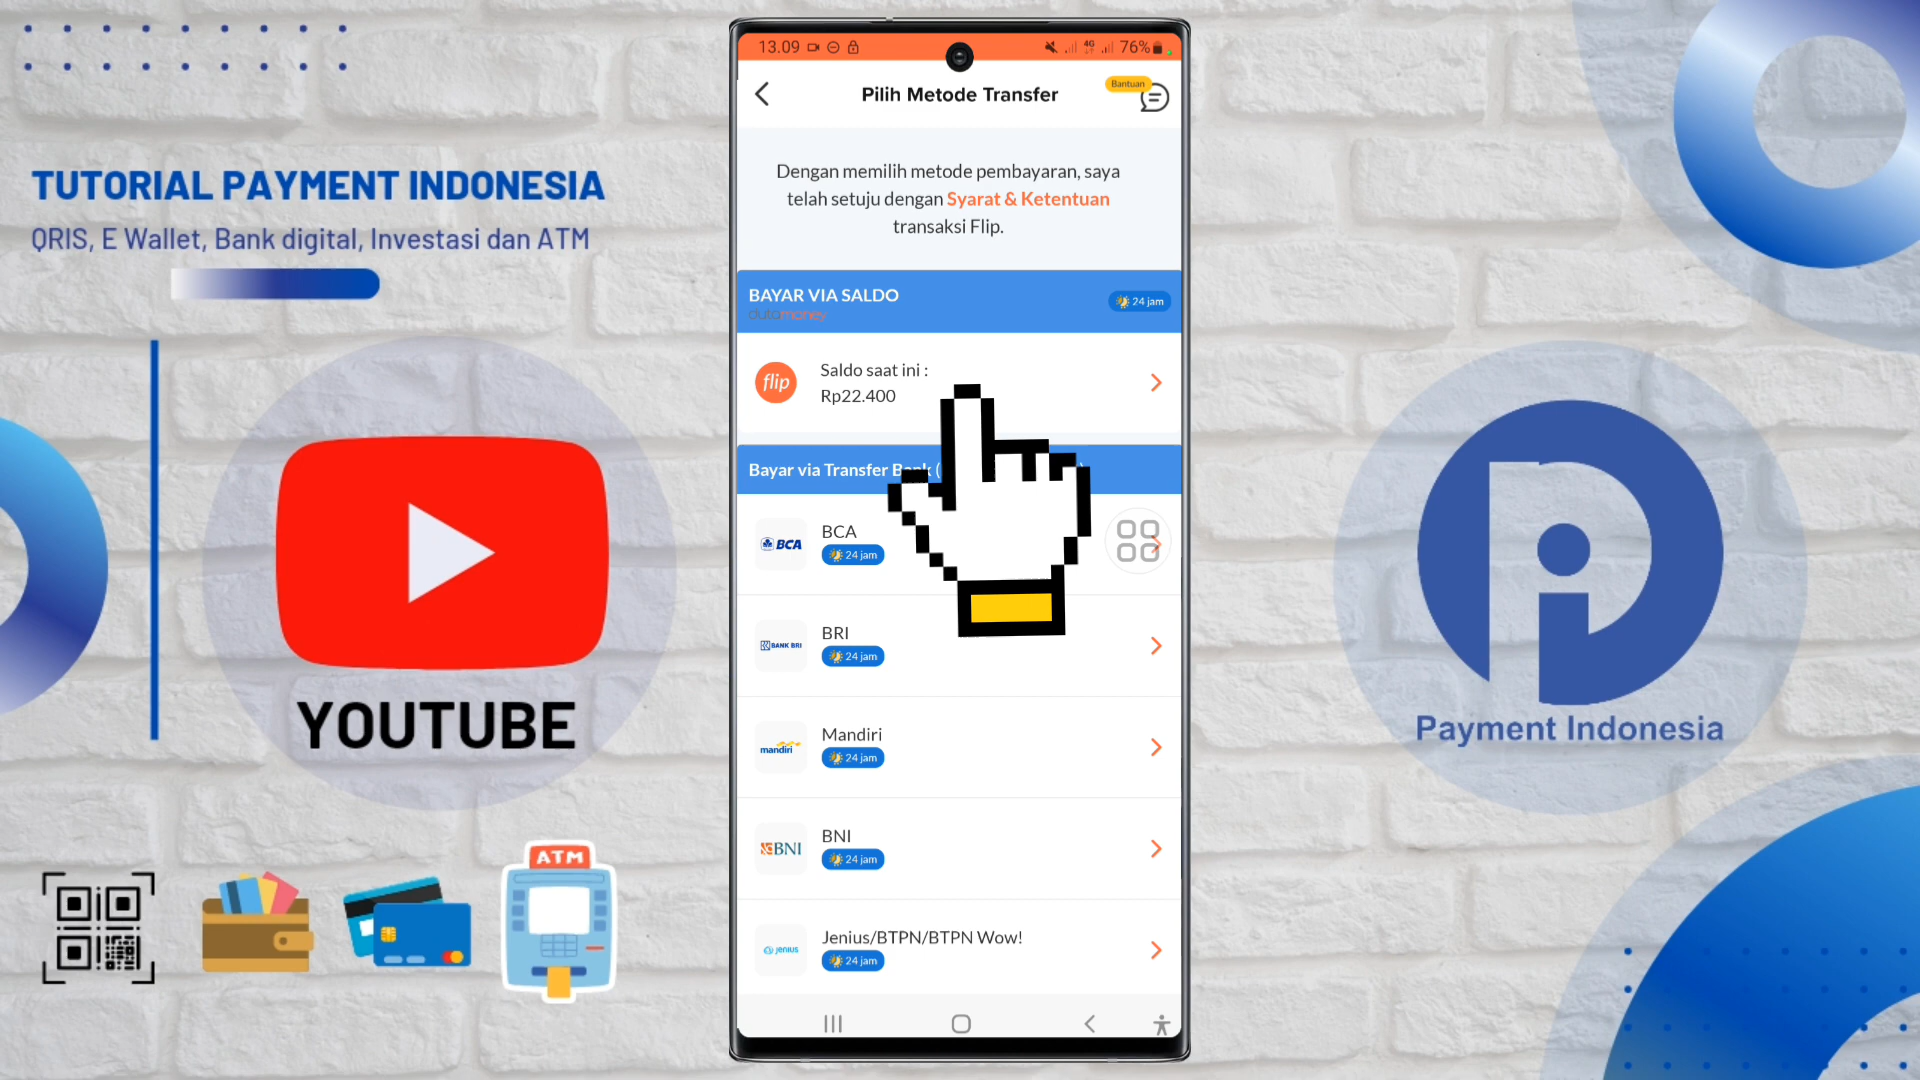 TUTORIAL PAYMENT INDONESIA
QRIS, E Wallet, Bank digital, Investasi dan ATM
YOUTUBE
ATM
13.09
4G
76%
Pilih Metode Transfer
Bantuan
Dengan memilih metode pembayaran, saya
telah setuju dengan Syarat & Ketentuan
transaksi Flip.
BAYAR VIA SALDO
dutamoney
24 jam
flip
Saldo saat ini :
Rp22.400
Bayar via Transfer Bank (
BCA
BCA
24 jam
BANK BRI
BRI
24 jam
mandiri
Mandiri
24 jam
BNI
BNI
24 jam
jenius
Jenius/BTPN/BTPN Wow!
24 jam
Payment Indonesia